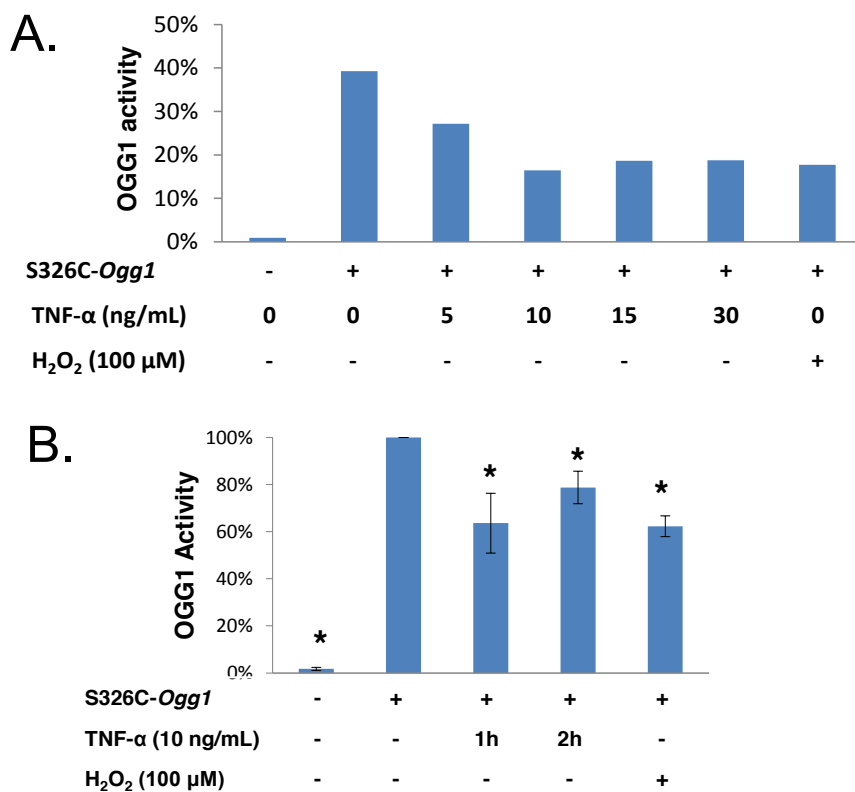 A.
50%
40%
30%
20%
10%
0%
OGG1 activity
S326C-Ogg1 - + + + + + +
TNF-α (ng/mL) 0 0 5 10 15 30 0
H₂O₂ (100 μM) - - - - - - +
B.
100%
80%
60%
40%
20%
0%
OGG1 Activity
* * * *
S326C-Ogg1 - + + + +
TNF-α (10 ng/mL) - - 1h 2h -
H₂O₂ (100 μM) - - - - +